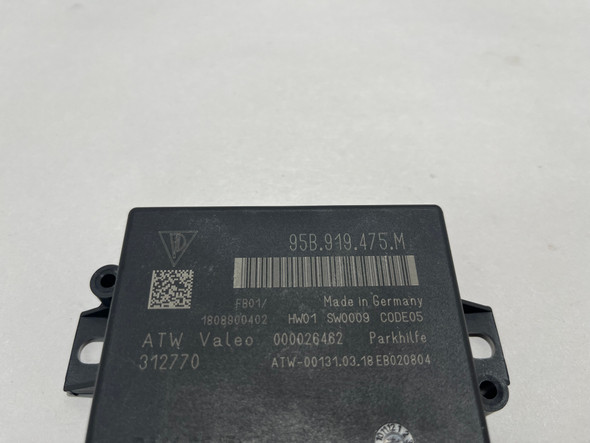 95B.919.475.M
FB01/ Made in Germany
1808900402 HW01 SW0009 CODE05
ATW Valeo 000026462 Parkhilfe
312770 ATW-00131.03.18 EB020804